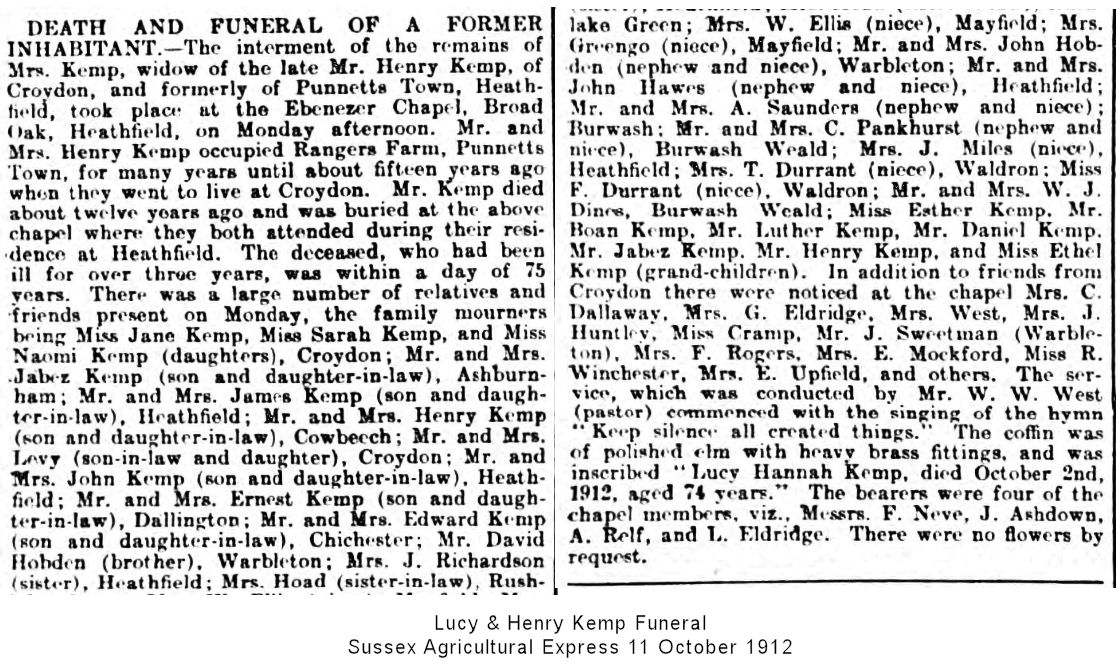 DEATH AND FUNERAL OF A FORMER
INHABITANT.—The interment of the remains of
Mrs. Kemp, widow of the late Mr. Henry Kemp, of
Croydon, and formerly of Punnetts Town, Heath-
field, took place at the Ebenezer Chapel, Broad
Oak, Heathfield, on Monday afternoon. Mr. and
Mrs. Henry Kemp occupied Rangers Farm, Punnetts
Town, for many years until about fifteen years ago
when they went to live at Croydon. Mr. Kemp died
about twelve years ago and was buried at the above
chapel where they both attended during their resi-
dence at Heathfield. The deceased, who had been
ill for over three years, was within a day of 75
years. There was a large number of relatives and
friends present on Monday, the family mourners
being Miss Jane Kemp, Miss Sarah Kemp, and Miss
Naomi Kemp (daughters), Croydon; Mr. and Mrs.
Jabez Kemp (son and daughter-in-law), Ashburn-
ham; Mr. and Mrs. James Kemp (son and daugh-
ter-in-law), Heathfield; Mr. and Mrs. Henry Kemp
(son and daughter-in-law), Cowbeech; Mr. and Mrs.
Levy (son-in-law and daughter), Croydon; Mr. and
Mrs. John Kemp (son and daughter-in-law), Heath-
field; Mr. and Mrs. Ernest Kemp (son and daugh-
ter-in-law), Dallington; Mr. and Mrs. Edward Kemp
(son and daughter-in-law), Chichester; Mr. David
Hobden (brother), Warbleton; Mrs. J. Richardson
(sister), Heathfield; Mrs. Hoad (sister-in-law), Rush-
lake Green; Mrs. W. Ellis (niece), Mayfield; Mrs.
Greengo (niece), Mayfield; Mr. and Mrs. John Hob-
den (nephew and niece), Warbleton; Mr. and Mrs.
John Hawes (nephew and niece), Heathfield;
Mr. and Mrs. A. Saunders (nephew and niece);
Burwash; Mr. and Mrs. C. Pankhurst (nephew and
niece), Burwash Weald; Mrs. J. Miles (niece),
Heathfield; Mrs. T. Durrant (niece), Waldron; Miss
F. Durrant (niece), Waldron; Mr. and Mrs. W. J.
Dines, Burwash Weald; Miss Esther Kemp, Mr.
Boan Kemp, Mr. Luther Kemp, Mr. Daniel Kemp,
Mr. Jabez Kemp, Mr. Henry Kemp, and Miss Ethel
Kemp (grand-children). In addition to friends from
Croydon there were noticed at the chapel Mrs. C.
Dallaway, Mrs. G. Eldridge, Mrs. West, Mrs. J.
Huntley, Miss Cramp, Mr. J. Sweetman (Warble-
ton), Mrs. F. Rogers, Mrs. E. Mockford, Miss R.
Winchester, Mrs. E. Upfield, and others. The ser-
vice, which was conducted by Mr. W. W. West
(pastor) commenced with the singing of the hymn
"Keep silence all created things." The coffin was
of polished elm with heavy brass fittings, and was
inscribed "Lucy Hannah Kemp, died October 2nd,
1912, aged 74 years." The bearers were four of the
chapel members, viz., Messrs. F. Neve, J. Ashdown,
A. Relf, and L. Eldridge. There were no flowers by
request.
Lucy & Henry Kemp Funeral
Sussex Agricultural Express 11 October 1912